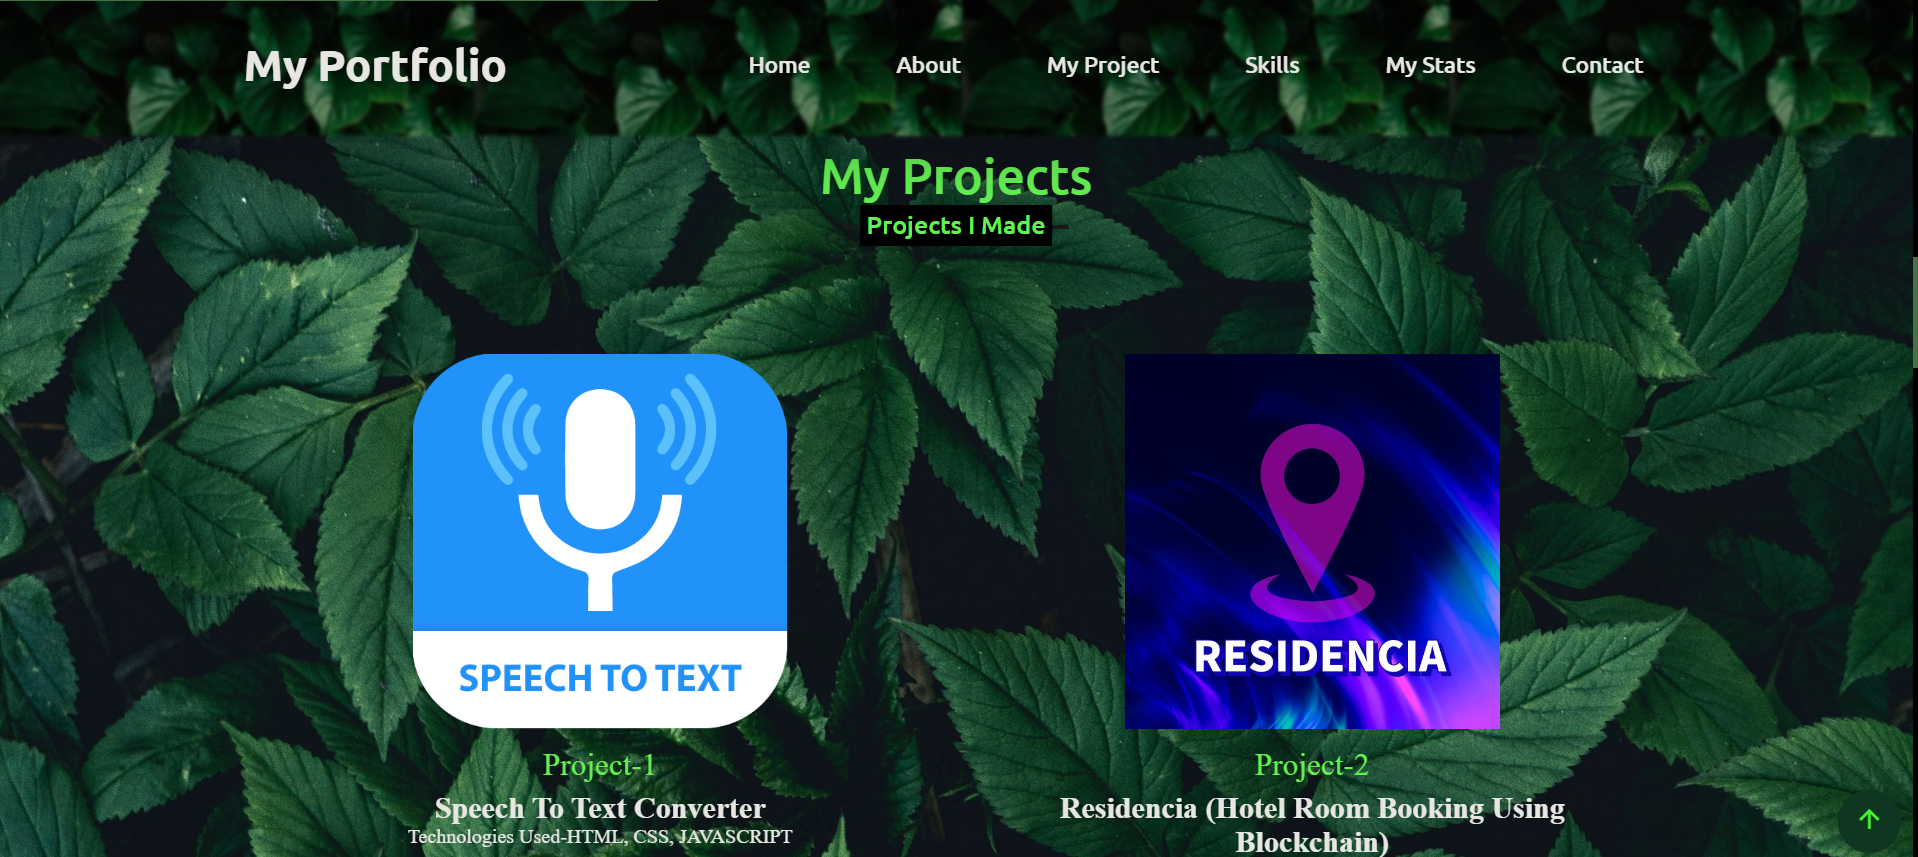 My Portfolio
Home About My Project Skills My Stats Contact
My Projects
Projects I Made
SPEECH TO TEXT
RESIDENCIA
Project-1
Speech To Text Converter
Technologies Used-HTML, CSS, JAVASCRIPT
Project-2
Residencia (Hotel Room Booking Using
Blockchain)